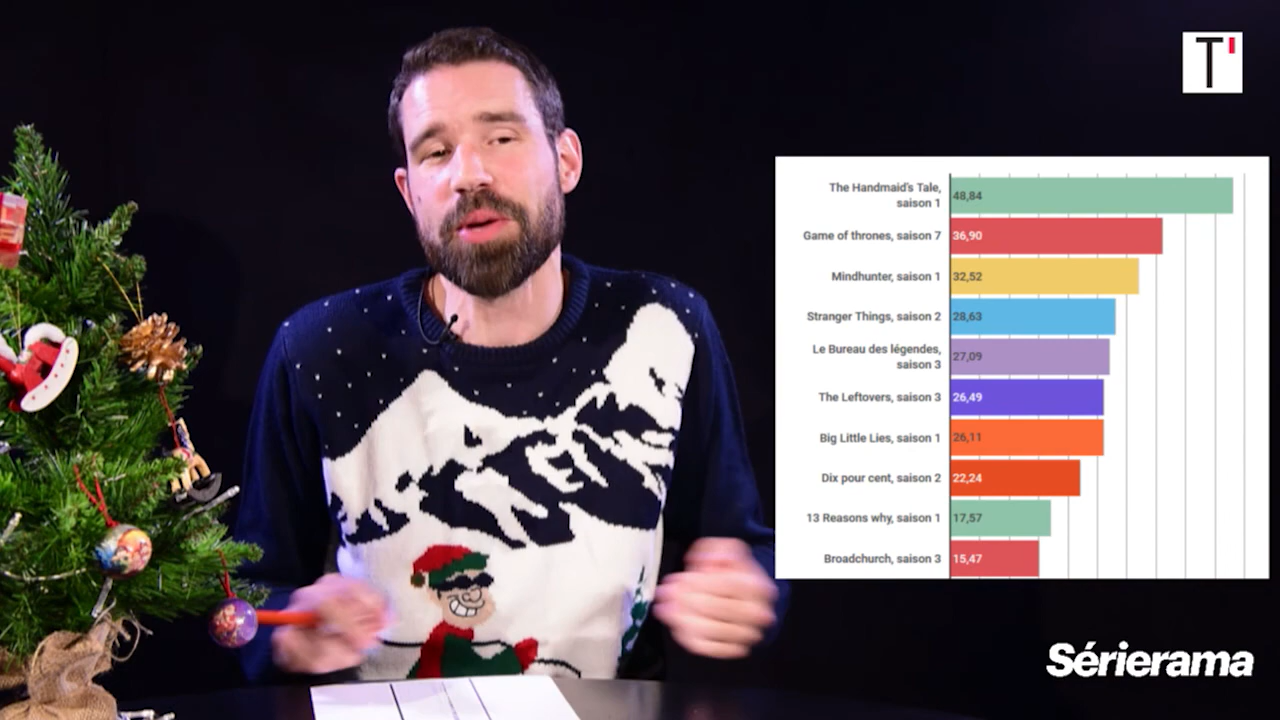 T'
The Handmaid's Tale,
saison 1
48,84
Game of thrones, saison 7
36,90
Mindhunter, saison 1
32,52
Stranger Things, saison 2
28,63
Le Bureau des légendes,
saison 3
27,09
The Leftovers, saison 3
26,49
Big Little Lies, saison 1
26,11
Dix pour cent, saison 2
22,24
13 Reasons why, saison 1
17,57
Broadchurch, saison 3
15,47
Sérierama